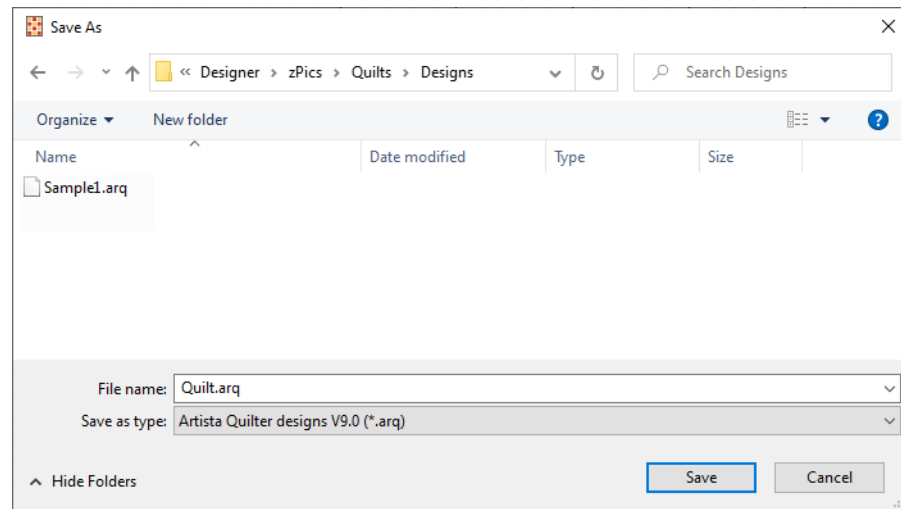 Save As
« Designer › zPics › Quilts › Designs
Search Designs
Organize
New folder
?
Name
Date modified
Type
Size
Sample1.arq
File name: Quilt.arq
Save as type: Artista Quilter designs V9.0 (*.arq)
Hide Folders
Save
Cancel